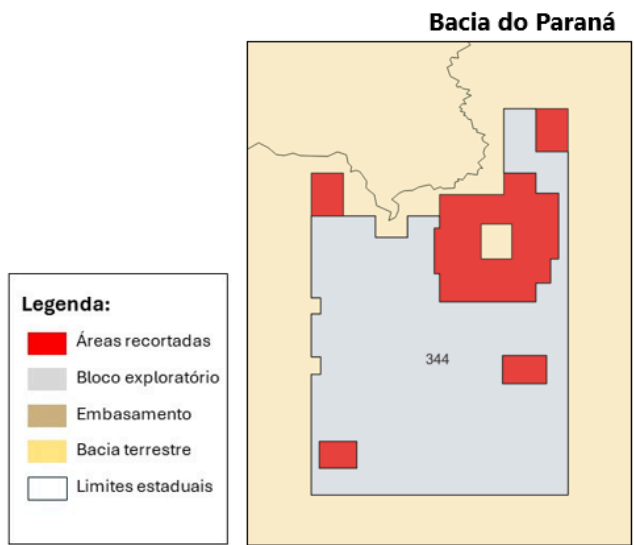 Bacia do Paraná
344
Legenda:
Áreas recortadas
Bloco exploratório
Embasamento
Bacia terrestre
Limites estaduais